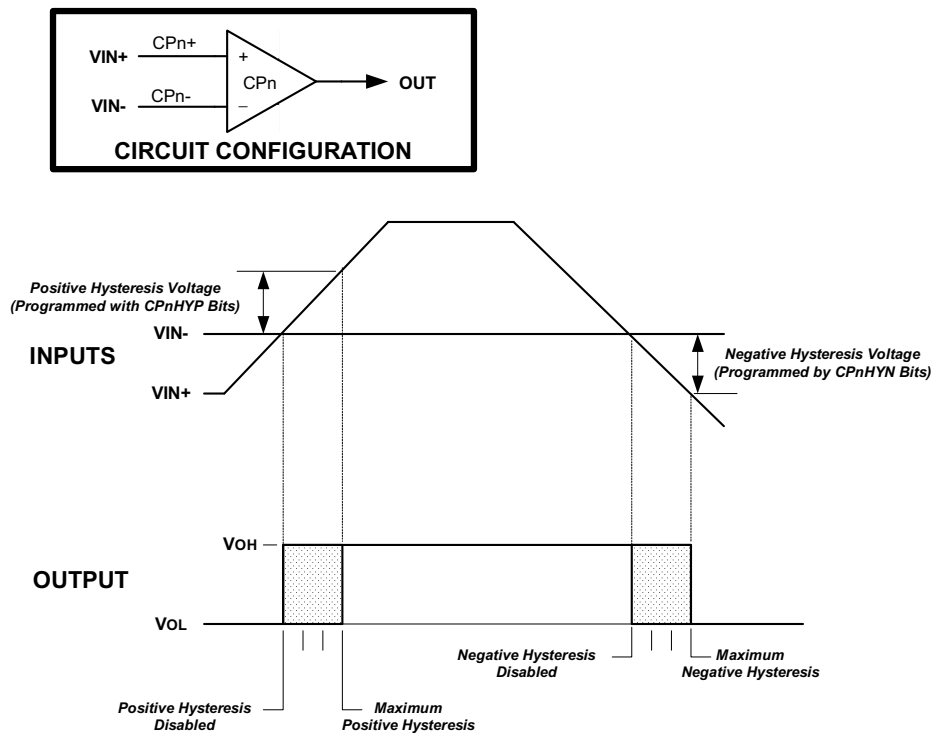 VIN+
CPn+
+
CPn
VIN-
CPn-
–
OUT
CIRCUIT CONFIGURATION
Positive Hysteresis Voltage
(Programmed with CPnHYP Bits)
VIN-
INPUTS
VIN+
Negative Hysteresis Voltage
(Programmed by CPnHYN Bits)
VOH
OUTPUT
VOL
Negative Hysteresis
Disabled
Maximum
Negative Hysteresis
Positive Hysteresis
Disabled
Maximum
Positive Hysteresis